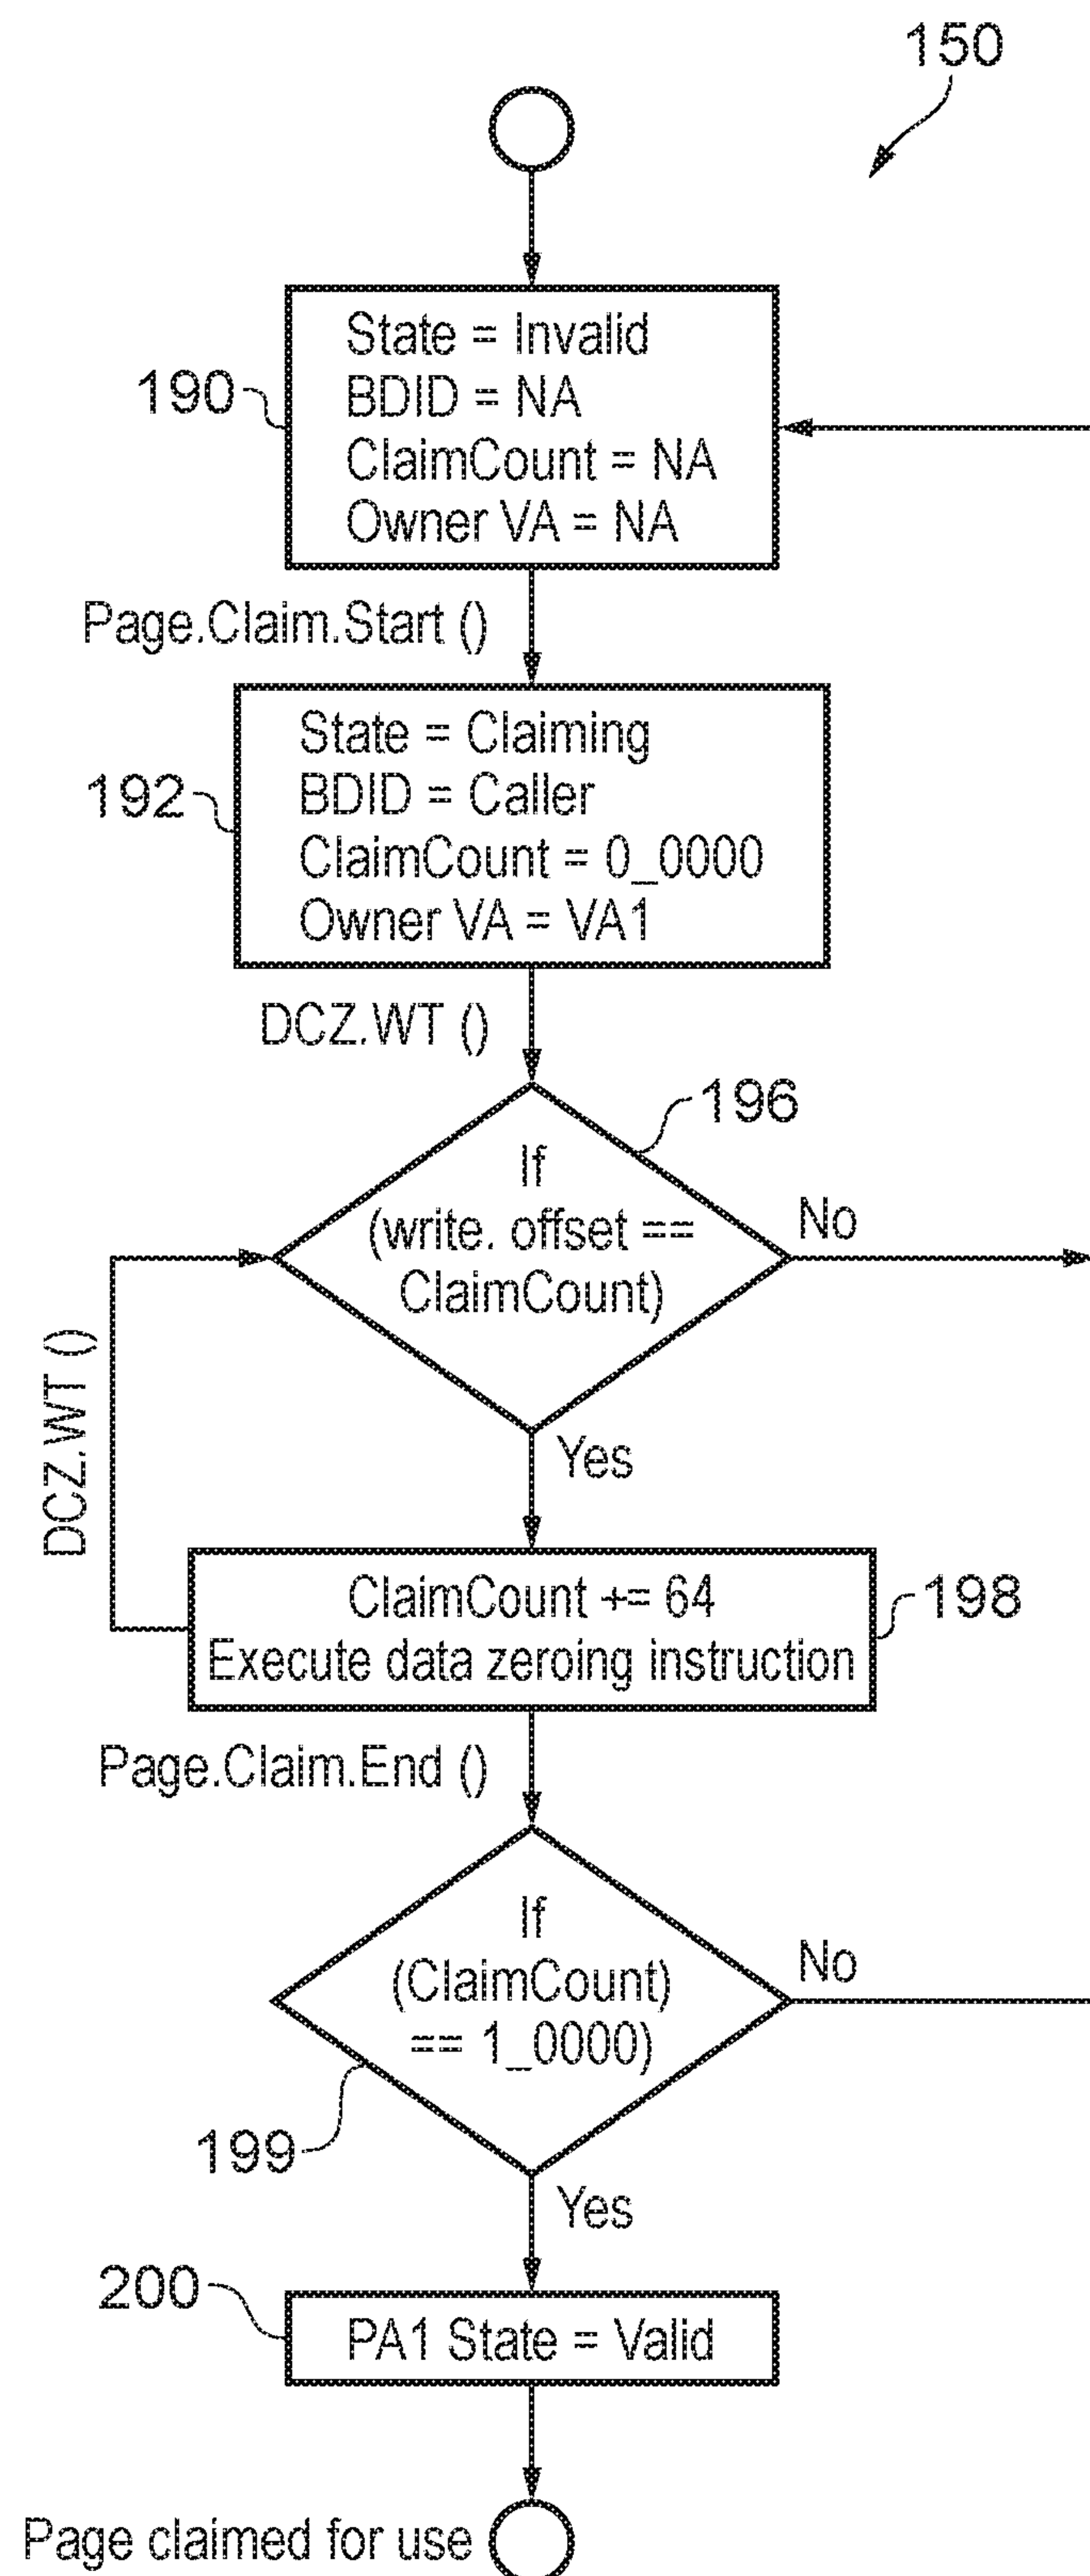 150
State = Invalid
BDID = NA
ClaimCount = NA
Owner VA = NA
190
Page.Claim.Start ()
State = Claiming
BDID = Caller
ClaimCount = 0_0000
Owner VA = VA1
192
DCZ.WT ()
196
If
(write. offset ==
ClaimCount)
No
DCZ.WT ()
Yes
ClaimCount += 64
Execute data zeroing instruction
198
Page.Claim.End ()
If
(ClaimCount)
== 1_0000)
No
199
Yes
200
PA1 State = Valid
Page claimed for use